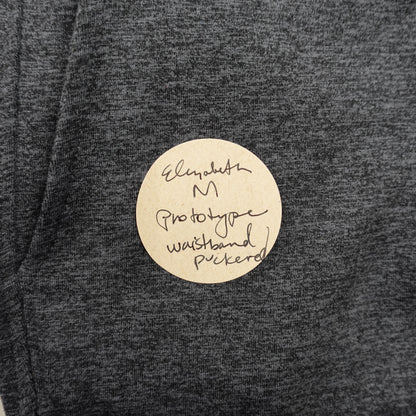 Elizabeth
M
prototype
waistband
puckered